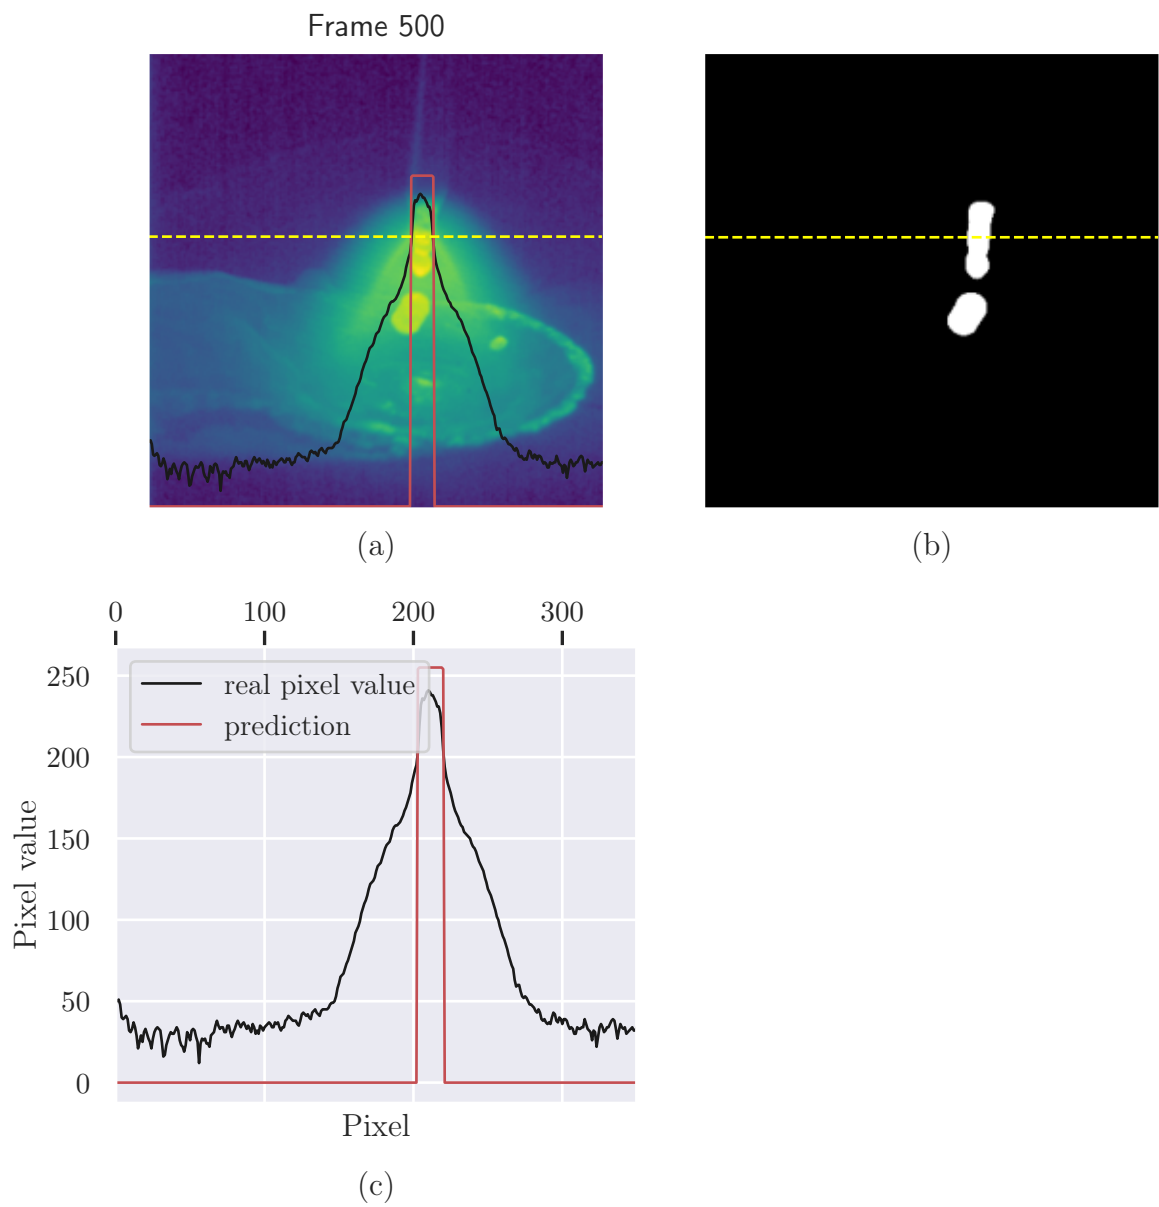 Frame 500
(a)
(b)
0 100 200 300
250
200
150
100
50
0
real pixel value
prediction
Pixel value
Pixel
(c)